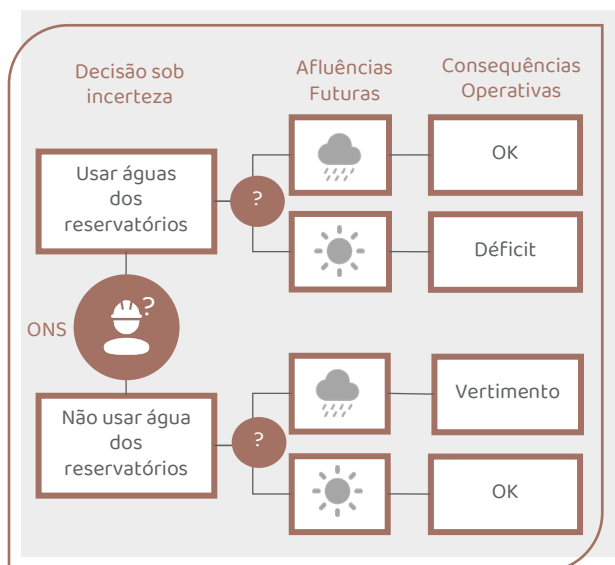 Decisão sob
incerteza
Afluências
Futuras
Consequências
Operativas
Usar águas
dos
reservatórios
?
OK
Déficit
?
ONS
Não usar água
dos
reservatórios
?
Vertimento
OK